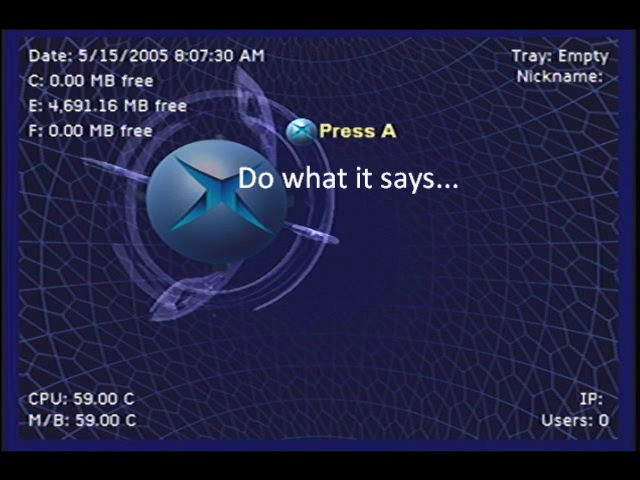 Date: 5/15/2005 8:07:30 AM
C: 0.00 MB free
E: 4,691.16 MB free
F: 0.00 MB free
Tray: Empty
Nickname:
Press A
Do what it says...
CPU: 59.00 C
M/B: 59.00 C
IP:
Users: 0